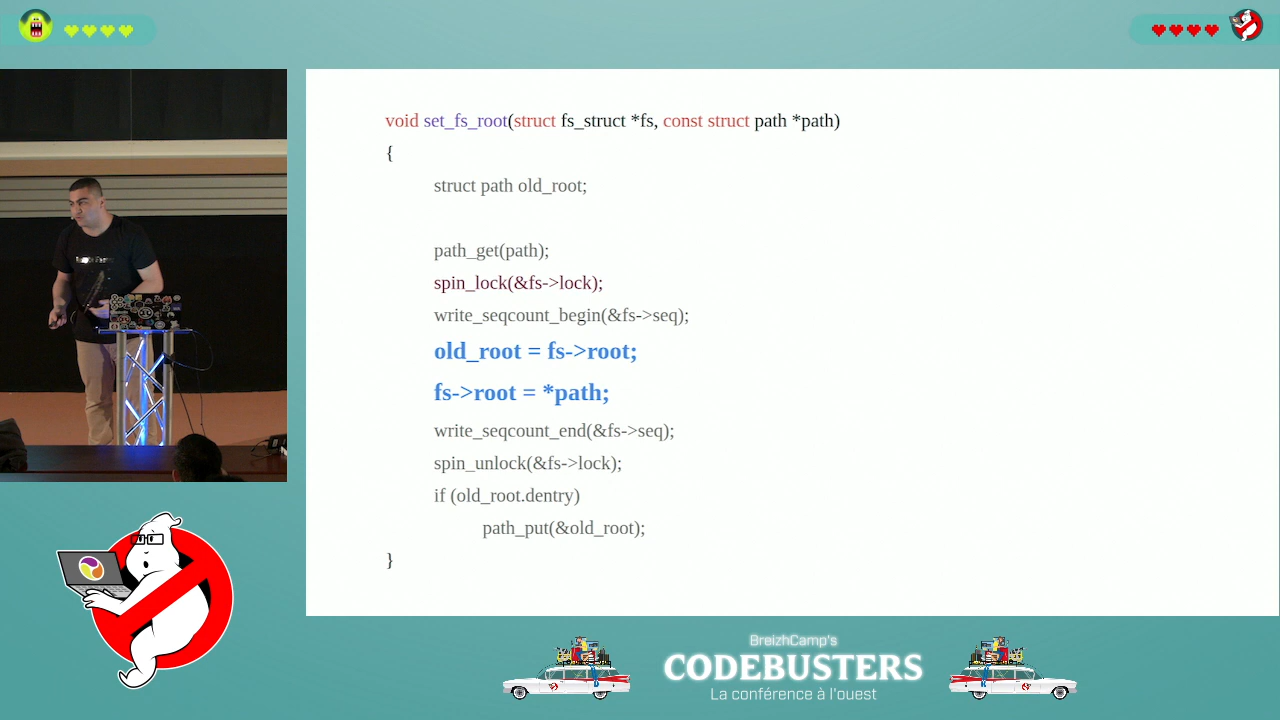 void set_fs_root(struct fs_struct *fs, const struct path *path)
{
struct path old_root;
path_get(path);
spin_lock(&fs->lock);
write_seqcount_begin(&fs->seq);
old_root = fs->root;
fs->root = *path;
write_seqcount_end(&fs->seq);
spin_unlock(&fs->lock);
if (old_root.dentry)
path_put(&old_root);
}
BreizhCamp's
CODEBUSTERS
La conférence à l'ouest